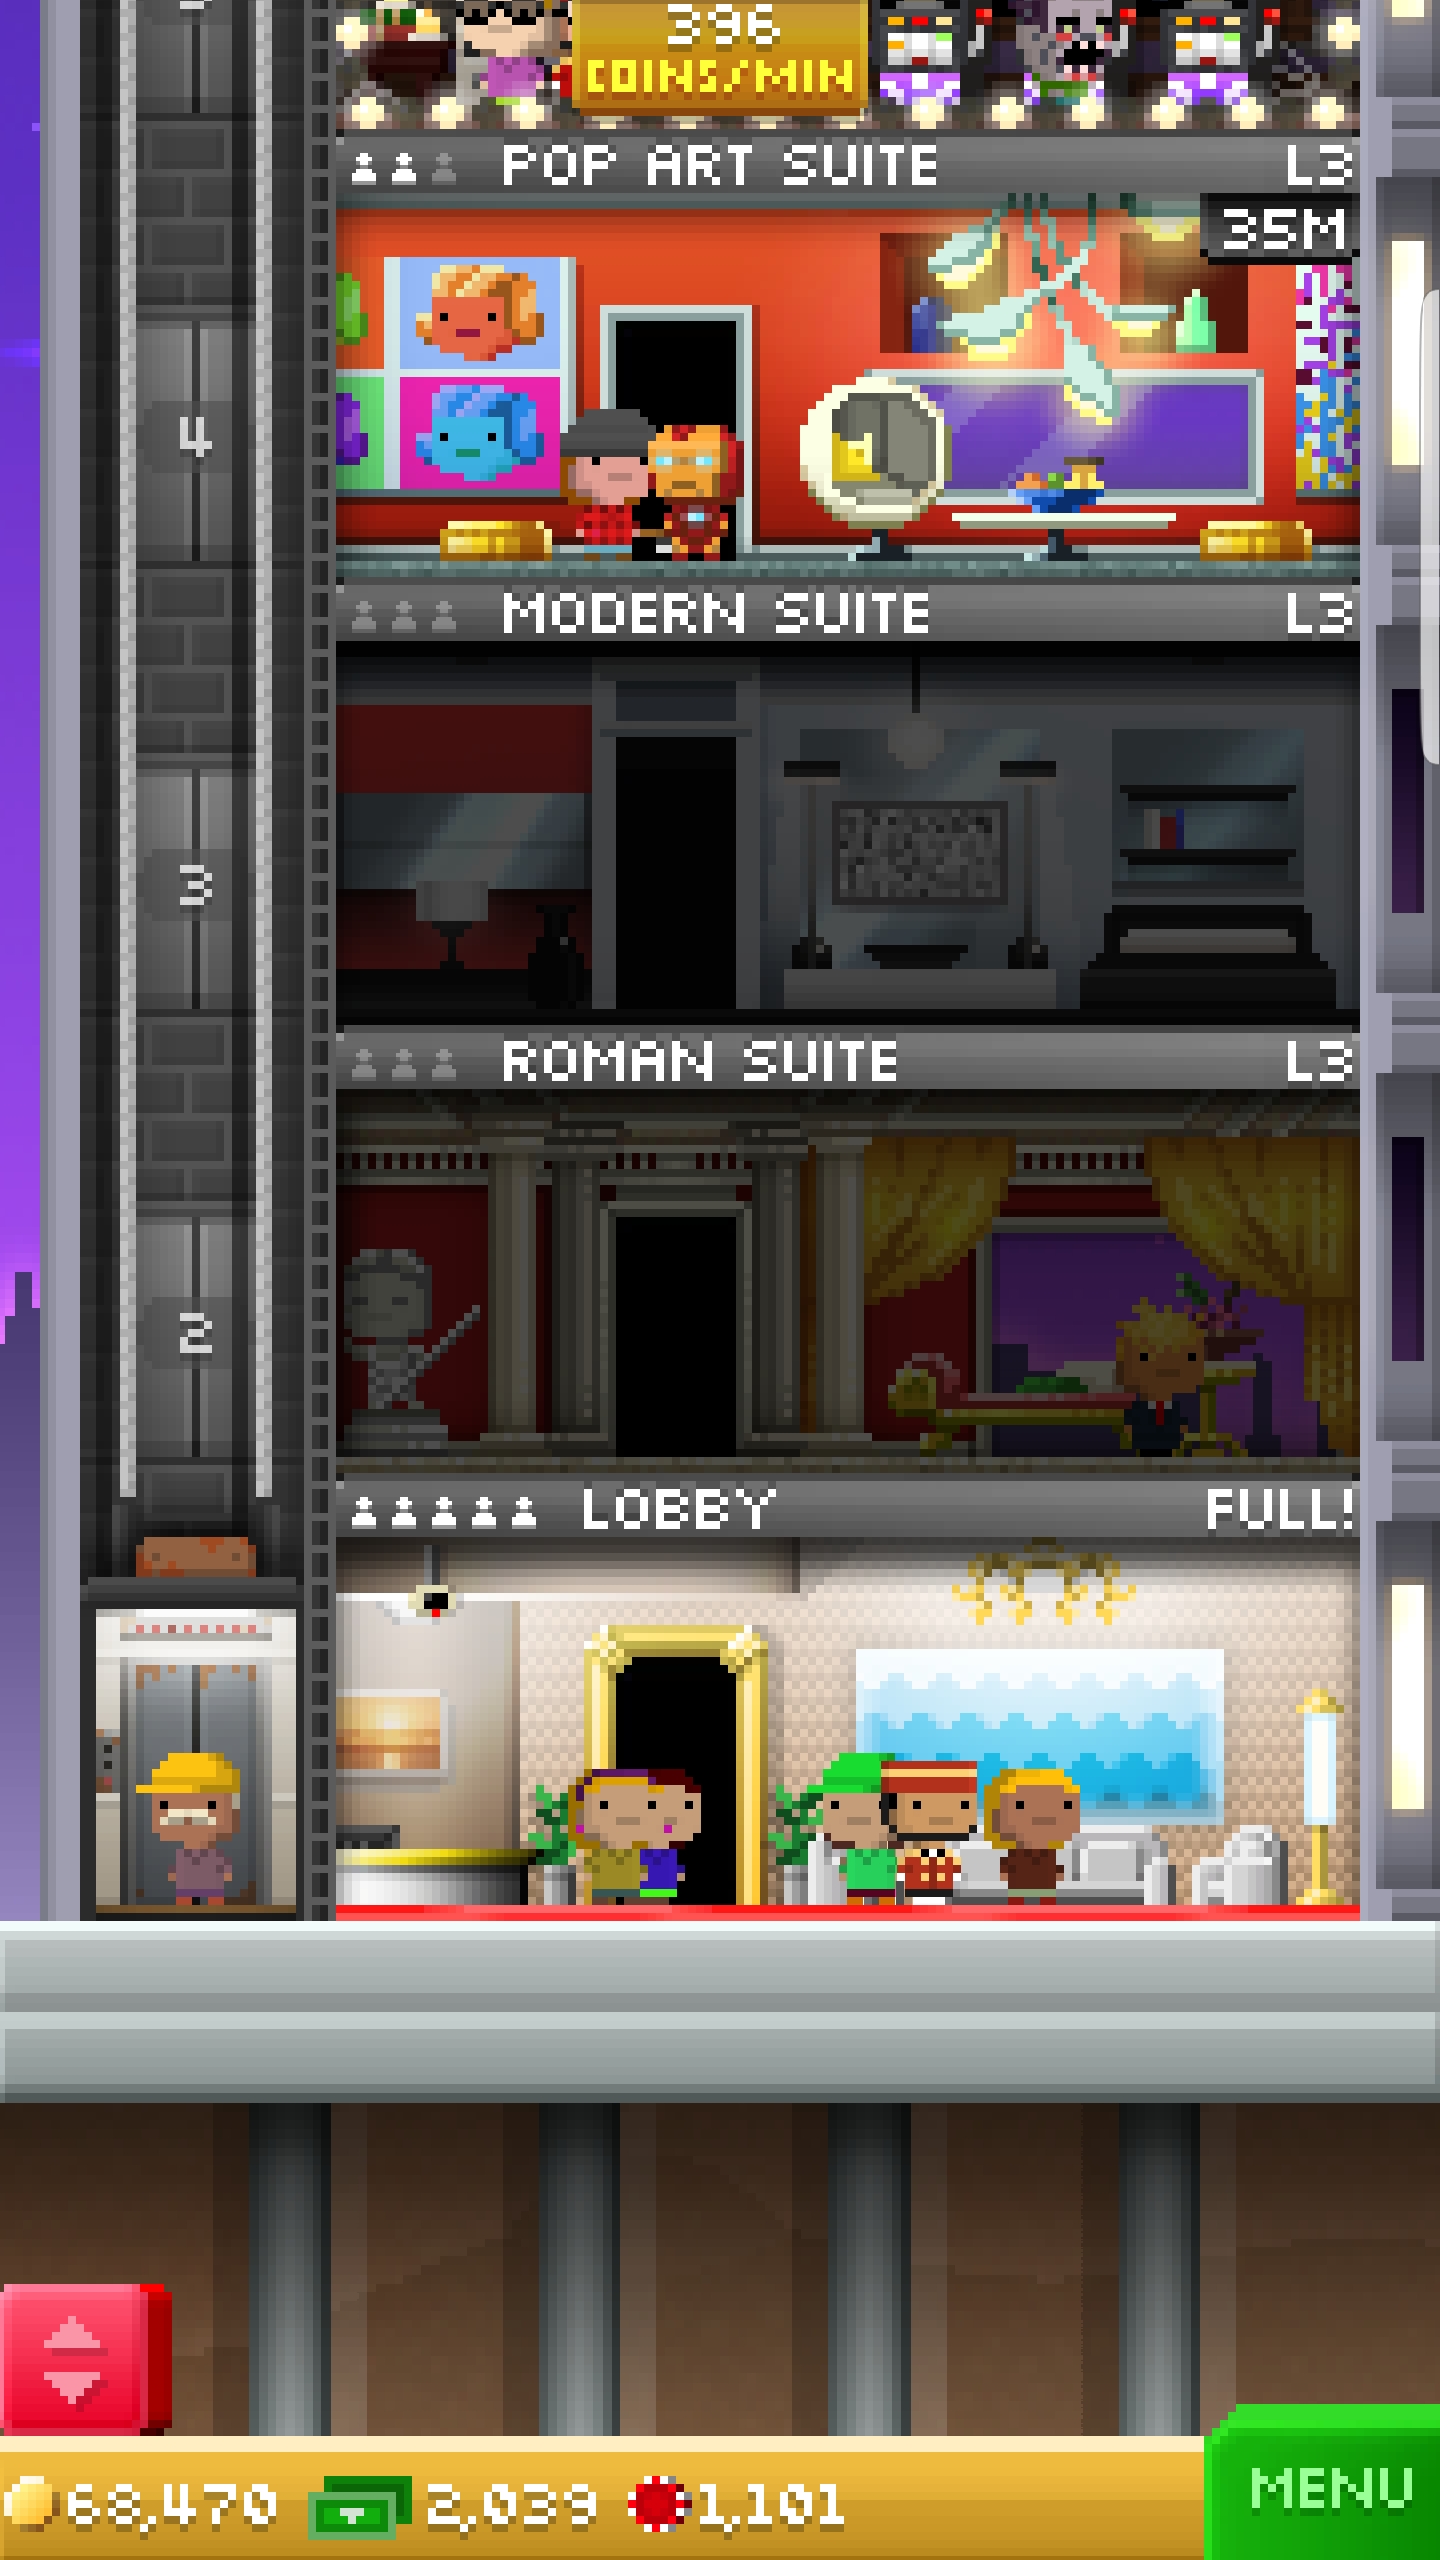 396
COINS/MIN
POP ART SUITE L3
35M
4
MODERN SUITE L3
3
ROMAN SUITE L3
2
LOBBY FULL!
68,470 2,039 1,101
MENU